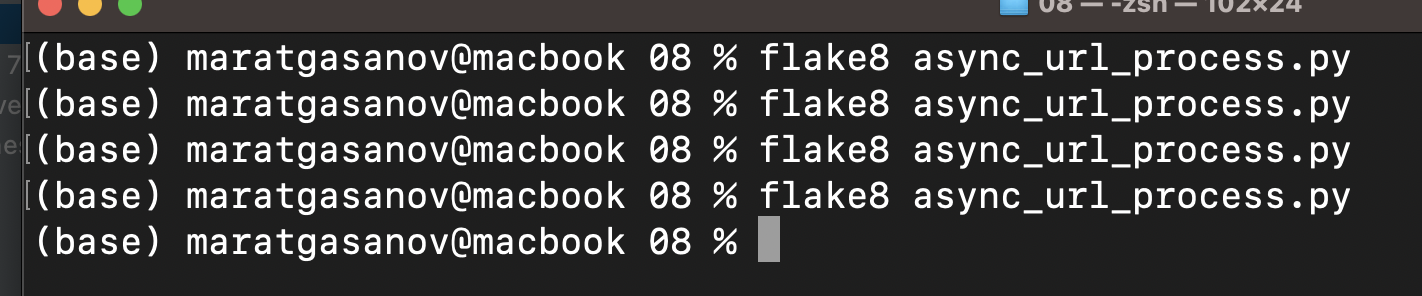 08 — -zsh — 102×24
(base) maratgasanov@macbook 08 % flake8 async_url_process.py
(base) maratgasanov@macbook 08 % flake8 async_url_process.py
(base) maratgasanov@macbook 08 % flake8 async_url_process.py
(base) maratgasanov@macbook 08 % flake8 async_url_process.py
(base) maratgasanov@macbook 08 %